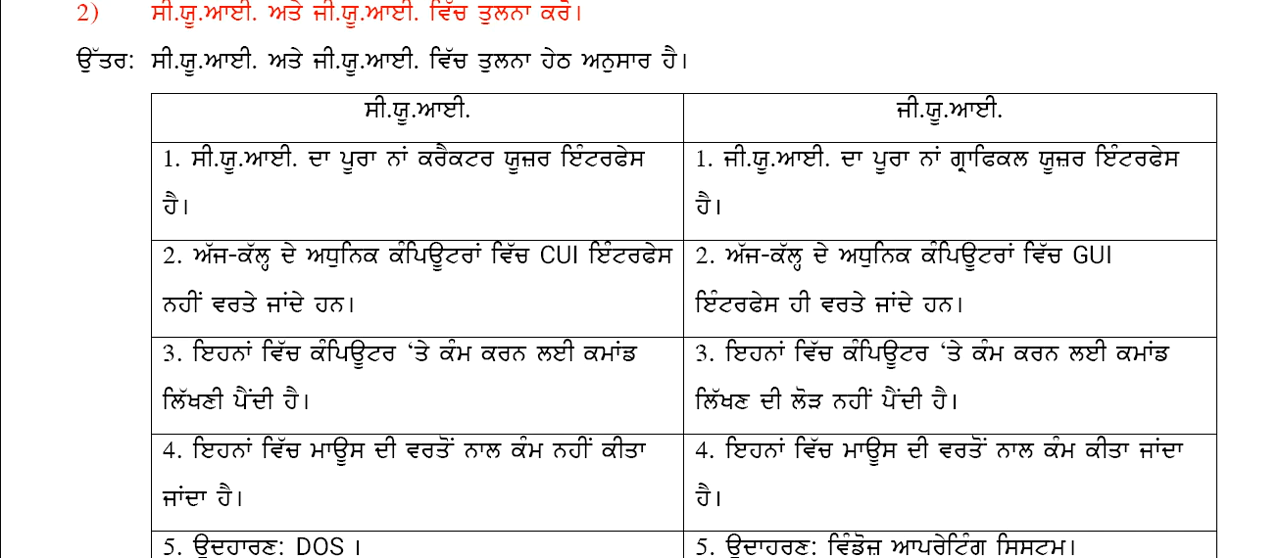 2) ਸੀ.ਯੂ.ਆਈ. ਅਤੇ ਜੀ.ਯੂ.ਆਈ. ਵਿੱਚ ਤੁਲਨਾ ਕਰੋ।
ਉੱਤਰ: ਸੀ.ਯੂ.ਆਈ. ਅਤੇ ਜੀ.ਯੂ.ਆਈ. ਵਿੱਚ ਤੁਲਨਾ ਹੇਠ ਅਨੁਸਾਰ ਹੈ।
ਸੀ.ਯੂ.ਆਈ.
ਜੀ.ਯੂ.ਆਈ.
1. ਸੀ.ਯੂ.ਆਈ. ਦਾ ਪੂਰਾ ਨਾਂ ਕਰੈਕਟਰ ਯੂਜ਼ਰ ਇੰਟਰਫੇਸ
ਹੈ।
1. ਜੀ.ਯੂ.ਆਈ. ਦਾ ਪੂਰਾ ਨਾਂ ਗ੍ਰਾਫਿਕਲ ਯੂਜ਼ਰ ਇੰਟਰਫੇਸ
ਹੈ।
2. ਅੱਜ-ਕੱਲ੍ਹ ਦੇ ਅਧੁਨਿਕ ਕੰਪਿਊਟਰਾਂ ਵਿੱਚ CUI ਇੰਟਰਫੇਸ
ਨਹੀਂ ਵਰਤੇ ਜਾਂਦੇ ਹਨ।
2. ਅੱਜ-ਕੱਲ੍ਹ ਦੇ ਅਧੁਨਿਕ ਕੰਪਿਊਟਰਾਂ ਵਿੱਚ GUI
ਇੰਟਰਫੇਸ ਹੀ ਵਰਤੇ ਜਾਂਦੇ ਹਨ।
3. ਇਹਨਾਂ ਵਿੱਚ ਕੰਪਿਊਟਰ ‘ਤੇ ਕੰਮ ਕਰਨ ਲਈ ਕਮਾਂਡ
ਲਿੱਖਣੀ ਪੈਂਦੀ ਹੈ।
3. ਇਹਨਾਂ ਵਿੱਚ ਕੰਪਿਊਟਰ ‘ਤੇ ਕੰਮ ਕਰਨ ਲਈ ਕਮਾਂਡ
ਲਿੱਖਣ ਦੀ ਲੋੜ ਨਹੀਂ ਪੈਂਦੀ ਹੈ।
4. ਇਹਨਾਂ ਵਿੱਚ ਮਾਊਸ ਦੀ ਵਰਤੋਂ ਨਾਲ ਕੰਮ ਨਹੀਂ ਕੀਤਾ
ਜਾਂਦਾ ਹੈ।
4. ਇਹਨਾਂ ਵਿੱਚ ਮਾਊਸ ਦੀ ਵਰਤੋਂ ਨਾਲ ਕੰਮ ਕੀਤਾ ਜਾਂਦਾ
ਹੈ।
5. ਉਦਹਾਰਣ: DOS ।
5. ਉਦਾਹਰਣ: ਵਿੰਡੋਜ਼ ਆਪਰੇਟਿੰਗ ਸਿਸਟਮ।